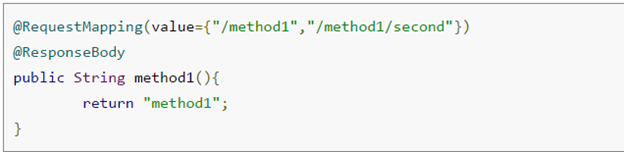 @RequestMapping(value={"/method1","/method1/second"})
@ResponseBody
public String method1(){
        return "method1";
}